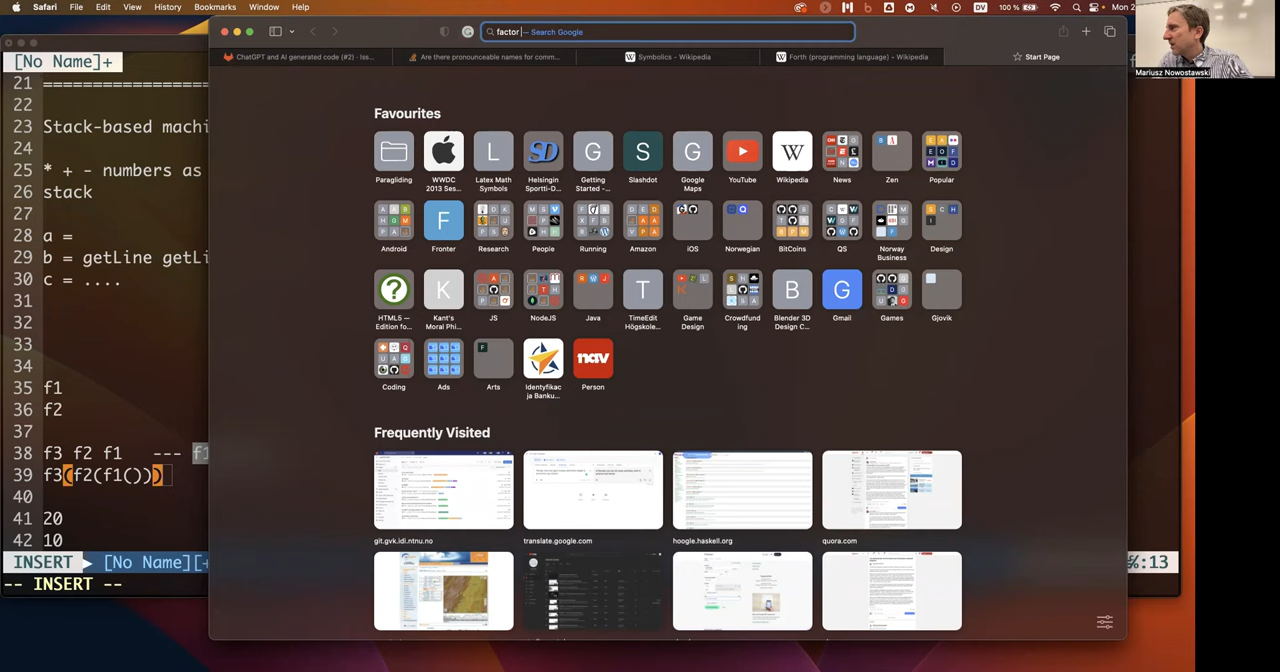 Safari File Edit View History Bookmarks Window Help
DV 100 % Mon 2
factor — Search Google
ChatGPT and AI generated code (#2) · Iss...
Are there pronounceable names for comm...
Symbolics - Wikipedia
Forth (programming language) - Wikipedia
Start Page
Mariusz Nowostawski
[No Name]+
21 ================
22
23 Stack-based machi
24
25 * + - numbers as
26 stack
27
28 a =
29 b = getLine getLi
30 c = ....
31
32
33
34
35 f1
36 f2
37
38 f3 f2 f1 --- f1
39 f3(f2(f1()))
40
41 20
42 10
INSERT [No Name][+
%:13
-- INSERT --
Favourites
Paragliding
WWDC 2013 Ses...
Latex Math Symbols
Helsingin Sportti-D...
Getting Started -...
Slashdot
Google Maps
YouTube
Wikipedia
News
Zen
Popular
Android
Fronter
Research
People
Running
Amazon
iOS
Norwegian
BitCoins
QS
Norway Business
Design
HTML5 — Edition fo...
Kant's Moral Phi...
JS
NodeJS
Java
TimeEdit Högskole...
Game Design
Crowdfund ing
Blender 3D Design C...
Gmail
Games
Gjovik
Coding
Ads
Arts
Identyfikac ja Banku...
nav
Person
Frequently Visited
git.gvk.idi.ntnu.no
translate.google.com
hoogle.haskell.org
quora.com